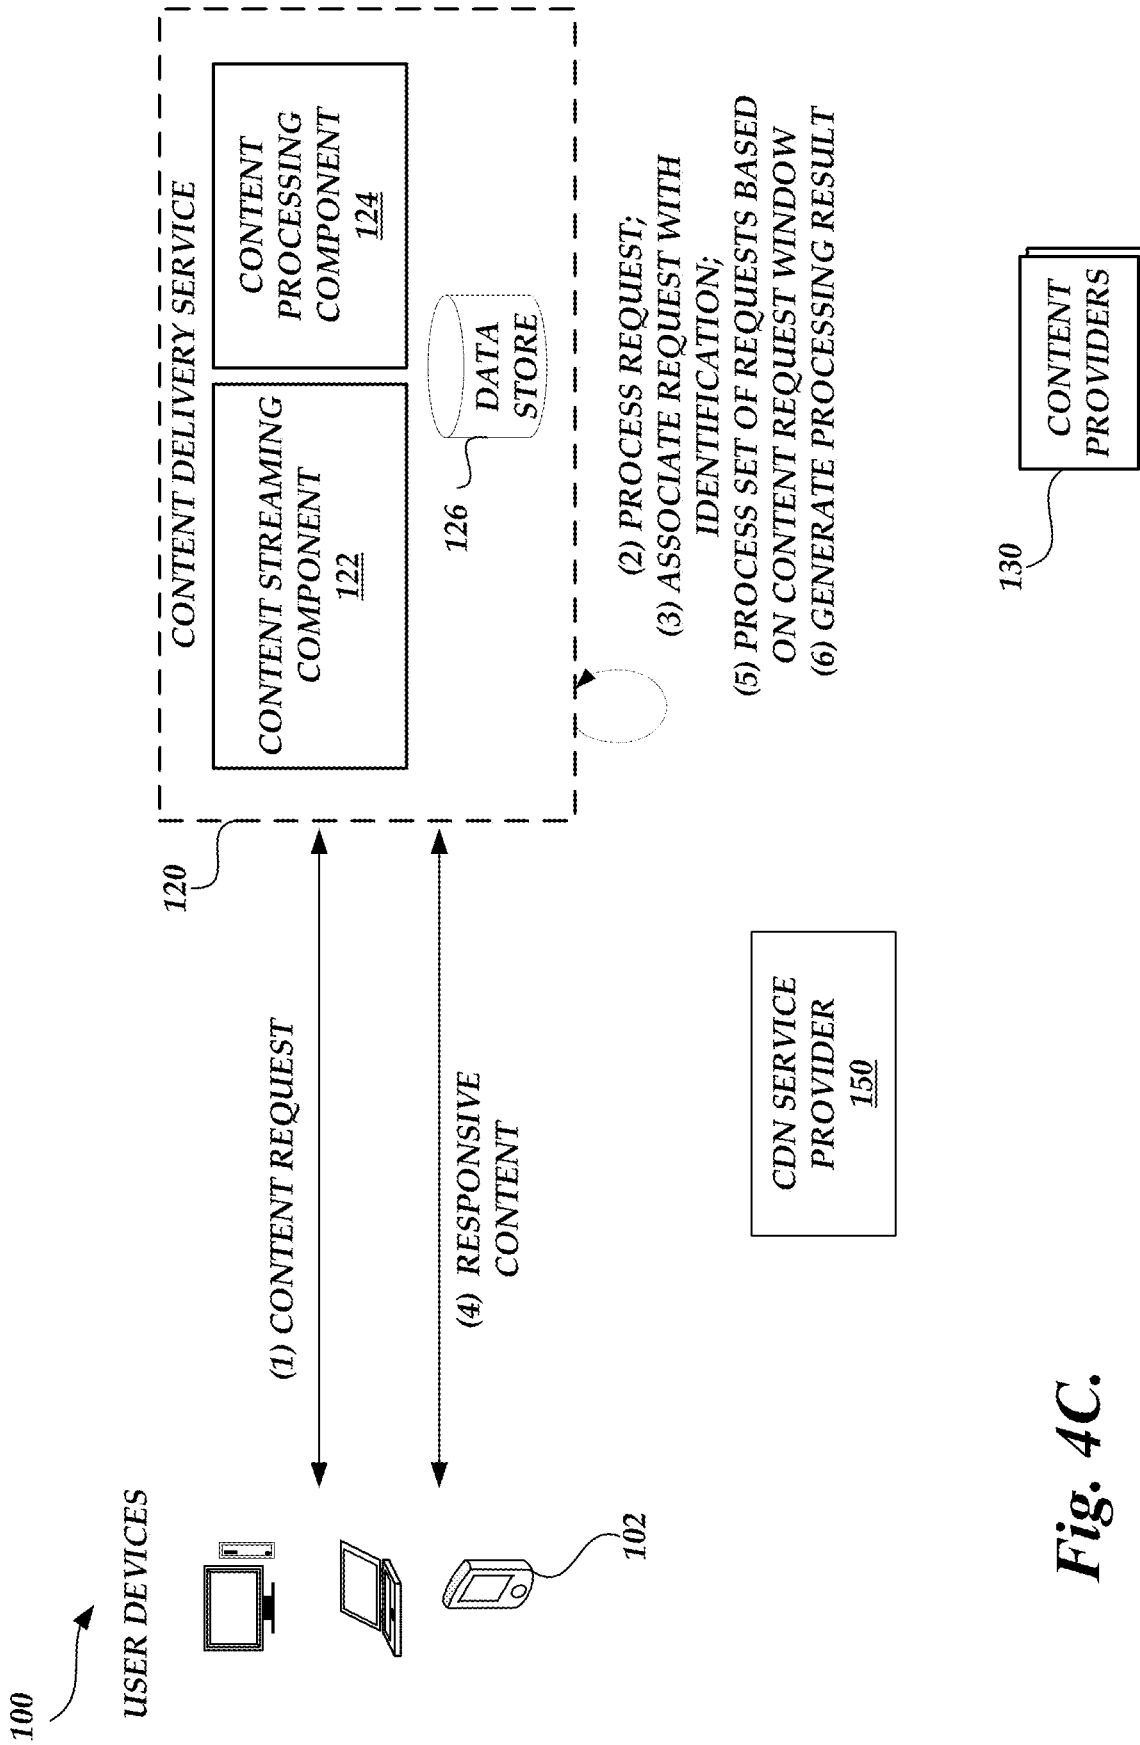 100
USER DEVICES
102
(1) CONTENT REQUEST
(4) RESPONSIVE
CONTENT
120
CONTENT DELIVERY SERVICE
CONTENT STREAMING
COMPONENT
122
CONTENT
PROCESSING
COMPONENT
124
126
DATA
STORE
(2) PROCESS REQUEST;
(3) ASSOCIATE REQUEST WITH
IDENTIFICATION;
(5) PROCESS SET OF REQUESTS BASED
ON CONTENT REQUEST WINDOW
(6) GENERATE PROCESSING RESULT
CDN SERVICE
PROVIDER
150
130
CONTENT
PROVIDERS
Fig. 4C.